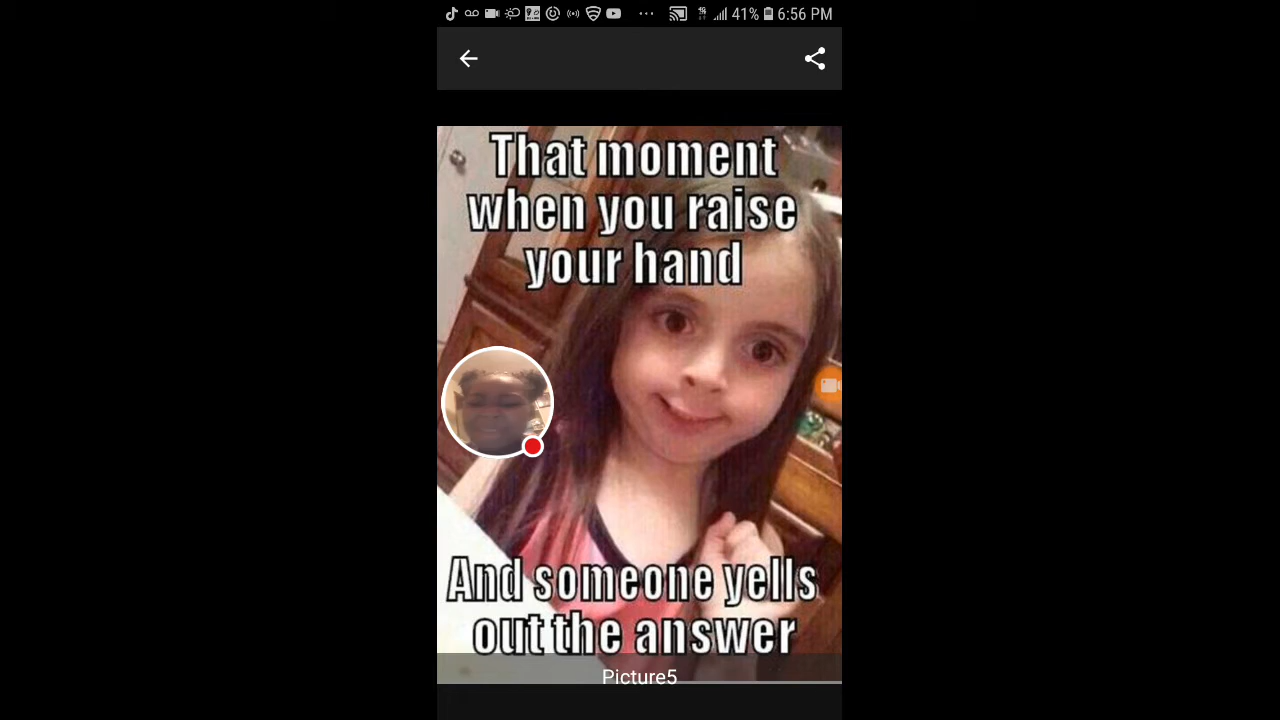 41% 6:56 PM
That moment
when you raise
your hand
And someone yells
out the answer
Picture5